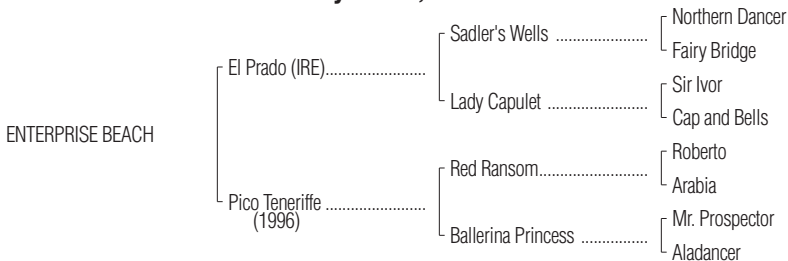 Northern Dancer
Sadler's Wells ......................
Fairy Bridge
El Prado (IRE)........................
Sir Ivor
Lady Capulet ........................
Cap and Bells
ENTERPRISE BEACH
Roberto
Red Ransom..........................
Arabia
Pico Teneriffe ........................
(1996)
Mr. Prospector
Ballerina Princess ................
Aladancer